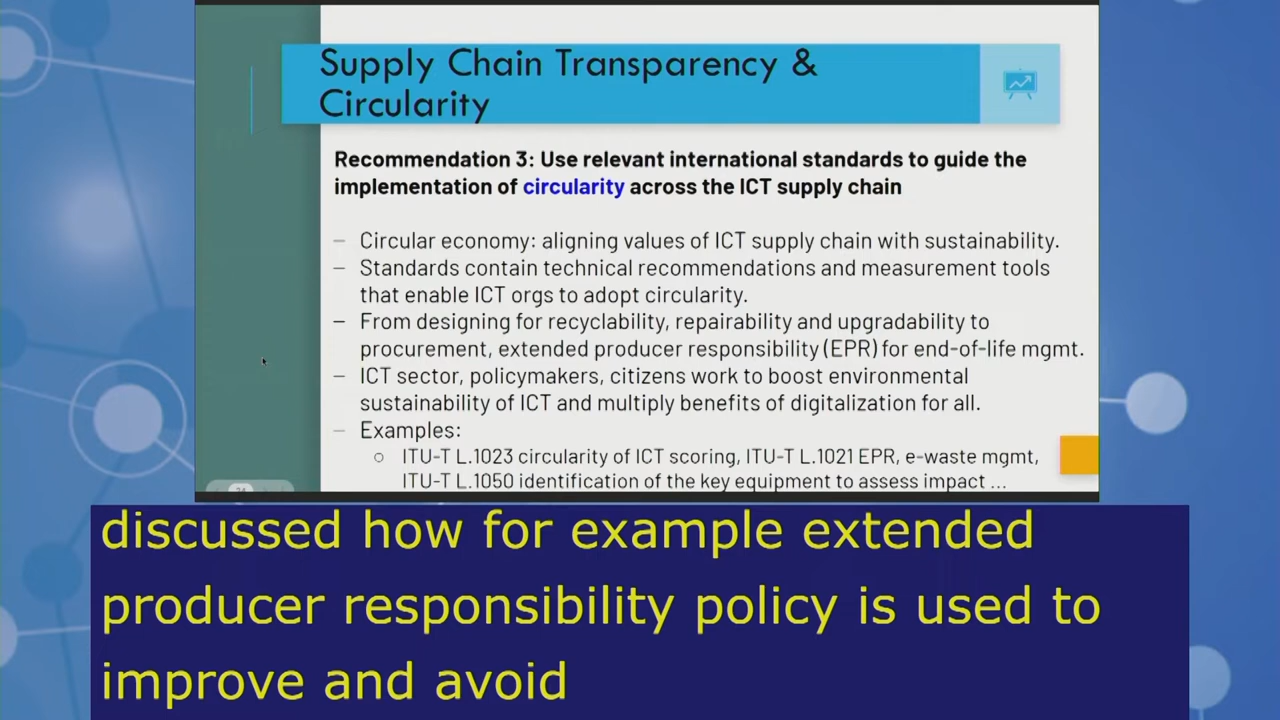 Supply Chain Transparency &
Circularity
Recommendation 3: Use relevant international standards to guide the
implementation of circularity across the ICT supply chain
– Circular economy: aligning values of ICT supply chain with sustainability.
– Standards contain technical recommendations and measurement tools
that enable ICT orgs to adopt circularity.
– From designing for recyclability, repairability and upgradability to
procurement, extended producer responsibility (EPR) for end-of-life mgmt.
– ICT sector, policymakers, citizens work to boost environmental
sustainability of ICT and multiply benefits of digitalization for all.
– Examples:
○ ITU-T L.1023 circularity of ICT scoring, ITU-T L.1021 EPR, e-waste mgmt,
ITU-T L.1050 identification of the key equipment to assess impact ...
discussed how for example extended
producer responsibility policy is used to
improve and avoid